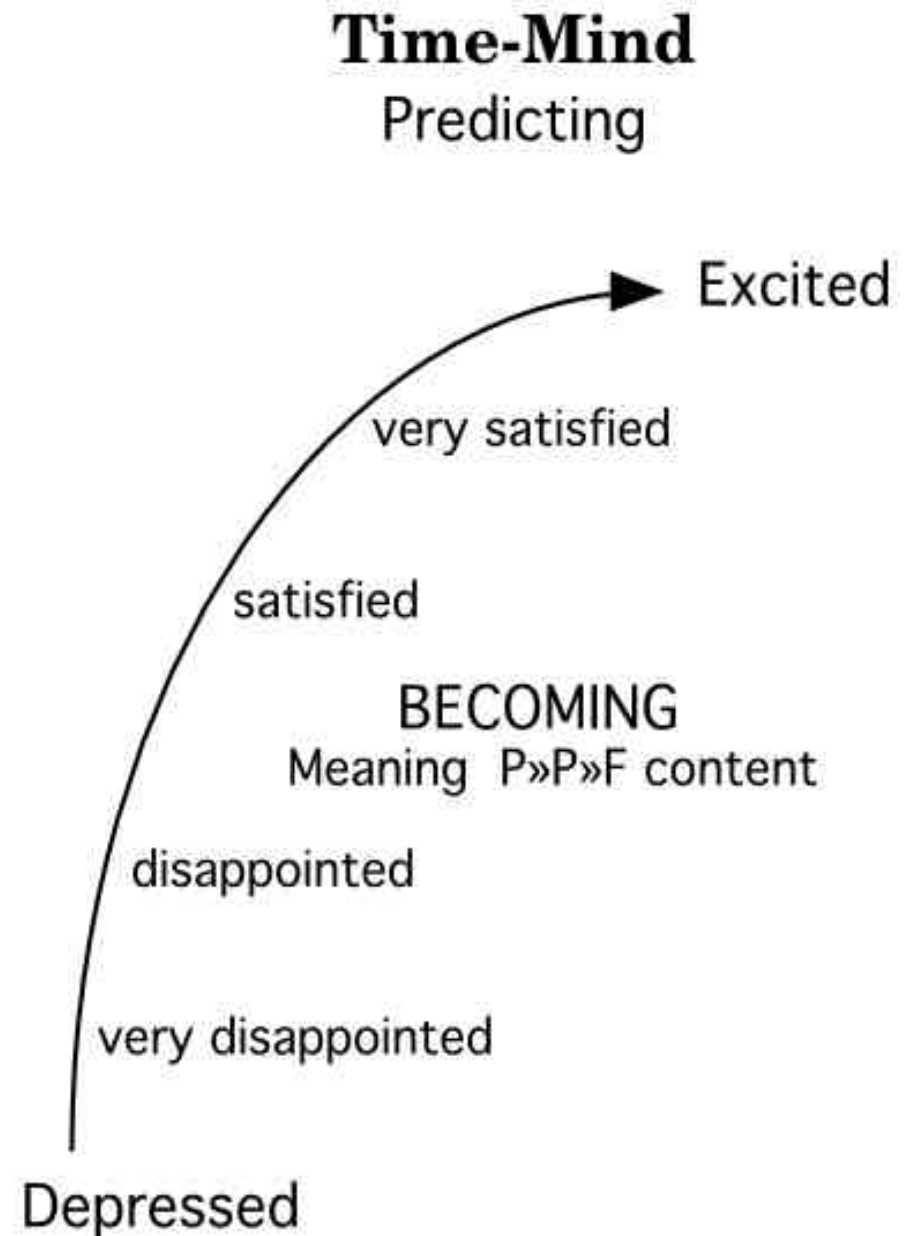 Time-Mind
Predicting
Excited
very satisfied
satisfied
BECOMING
Meaning P»P»F content
disappointed
very disappointed
Depressed